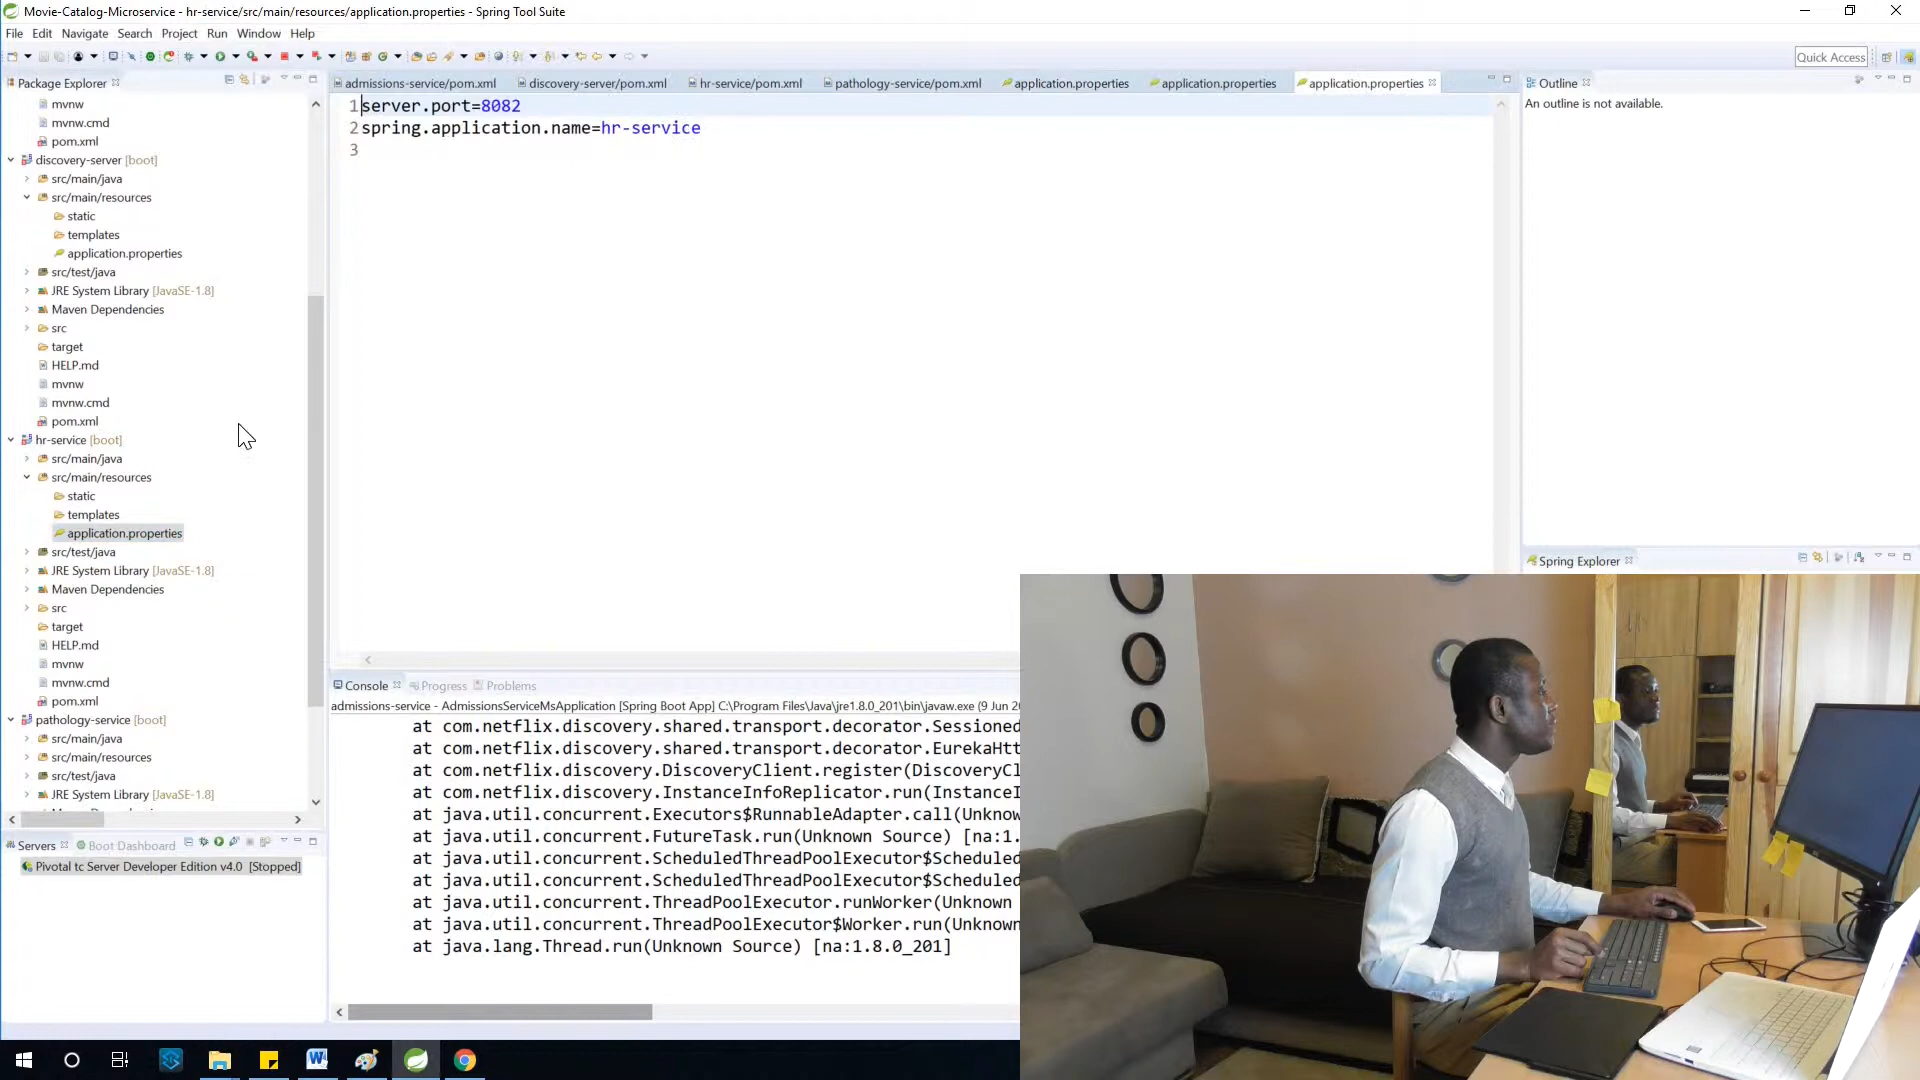 Movie-Catalog-Microservice - hr-service/src/main/resources/application.properties - Spring Tool Suite
File Edit Navigate Search Project Run Window Help
Quick Access
Package Explorer
mvnw
mvnw.cmd
pom.xml
discovery-server [boot]
src/main/java
src/main/resources
static
templates
application.properties
src/test/java
JRE System Library [JavaSE-1.8]
Maven Dependencies
src
target
HELP.md
mvnw
mvnw.cmd
pom.xml
hr-service [boot]
src/main/java
src/main/resources
static
templates
application.properties
src/test/java
JRE System Library [JavaSE-1.8]
Maven Dependencies
src
target
HELP.md
mvnw
mvnw.cmd
pom.xml
pathology-service [boot]
src/main/java
src/main/resources
src/test/java
JRE System Library [JavaSE-1.8]
Servers Boot Dashboard
Pivotal tc Server Developer Edition v4.0 [Stopped]
admissions-service/pom.xml discovery-server/pom.xml hr-service/pom.xml pathology-service/pom.xml application.properties application.properties application.properties
1 server.port=8082
2 spring.application.name=hr-service
3
Console Progress Problems
admissions-service - AdmissionsServiceMsApplication [Spring Boot App] C:\Program Files\Java\jre1.8.0_201\bin\javaw.exe (9 Jun 2
at com.netflix.discovery.shared.transport.decorator.Sessioned
at com.netflix.discovery.shared.transport.decorator.EurekaHtt
at com.netflix.discovery.DiscoveryClient.register(DiscoveryCl
at com.netflix.discovery.InstanceInfoReplicator.run(InstanceI
at java.util.concurrent.Executors$RunnableAdapter.call(Unknow
at java.util.concurrent.FutureTask.run(Unknown Source) [na:1.
at java.util.concurrent.ScheduledThreadPoolExecutor$Scheduled
at java.util.concurrent.ScheduledThreadPoolExecutor$Scheduled
at java.util.concurrent.ThreadPoolExecutor.runWorker(Unknown
at java.util.concurrent.ThreadPoolExecutor$Worker.run(Unknown
at java.lang.Thread.run(Unknown Source) [na:1.8.0_201]
Outline
An outline is not available.
Spring Explorer